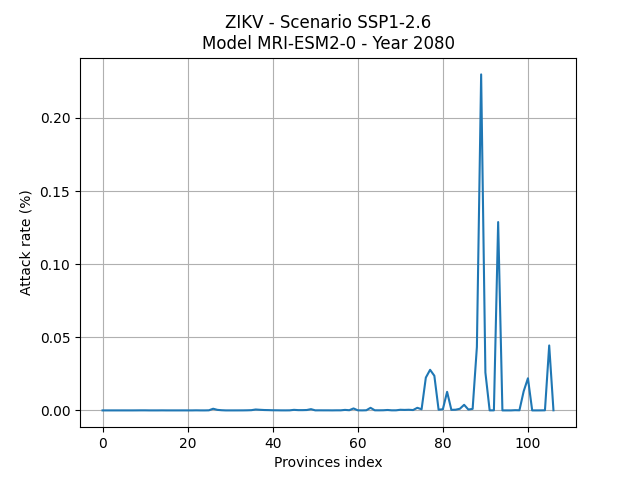 ZIKV - Scenario SSP1-2.6
Model MRI-ESM2-0 - Year 2080
Attack rate (%)
0.20
0.15
0.10
0.05
0.00
0 20 40 60 80 100
Provinces index